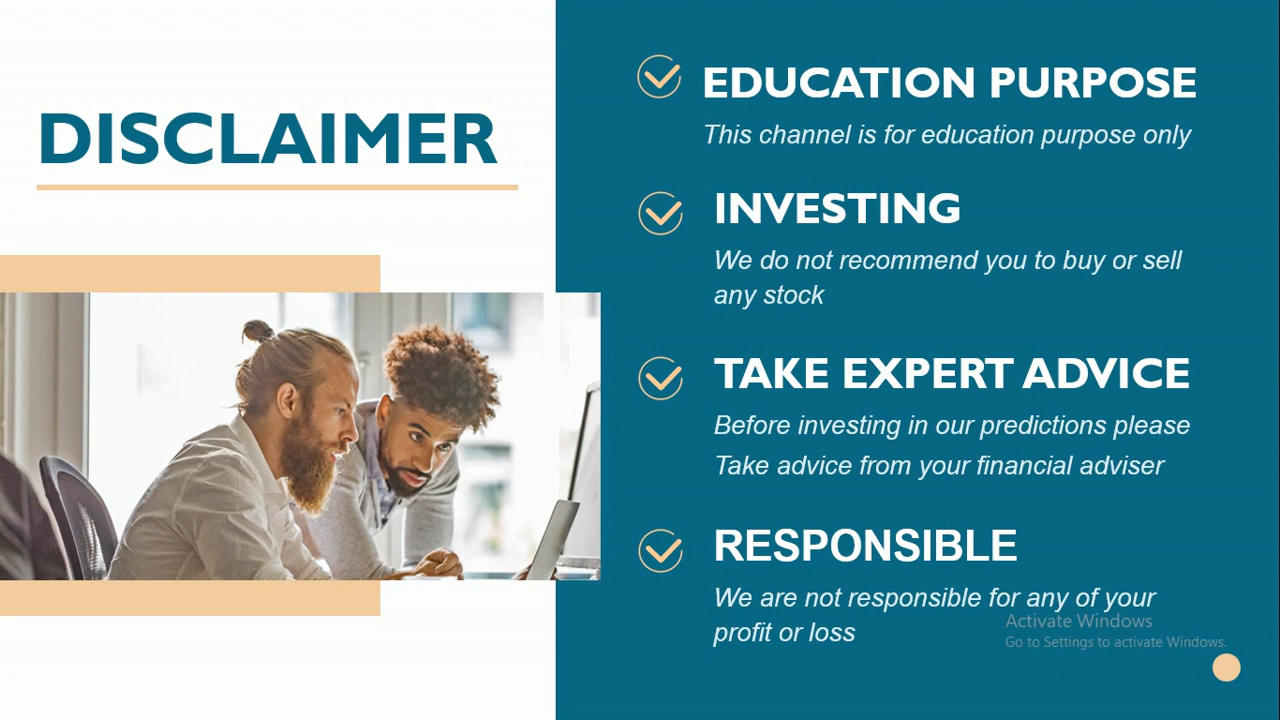 DISCLAIMER
EDUCATION PURPOSE
This channel is for education purpose only
INVESTING
We do not recommend you to buy or sell
any stock
TAKE EXPERT ADVICE
Before investing in our predictions please
Take advice from your financial adviser
RESPONSIBLE
We are not responsible for any of your
profit or loss
Activate Windows
Go to Settings to activate Windows.